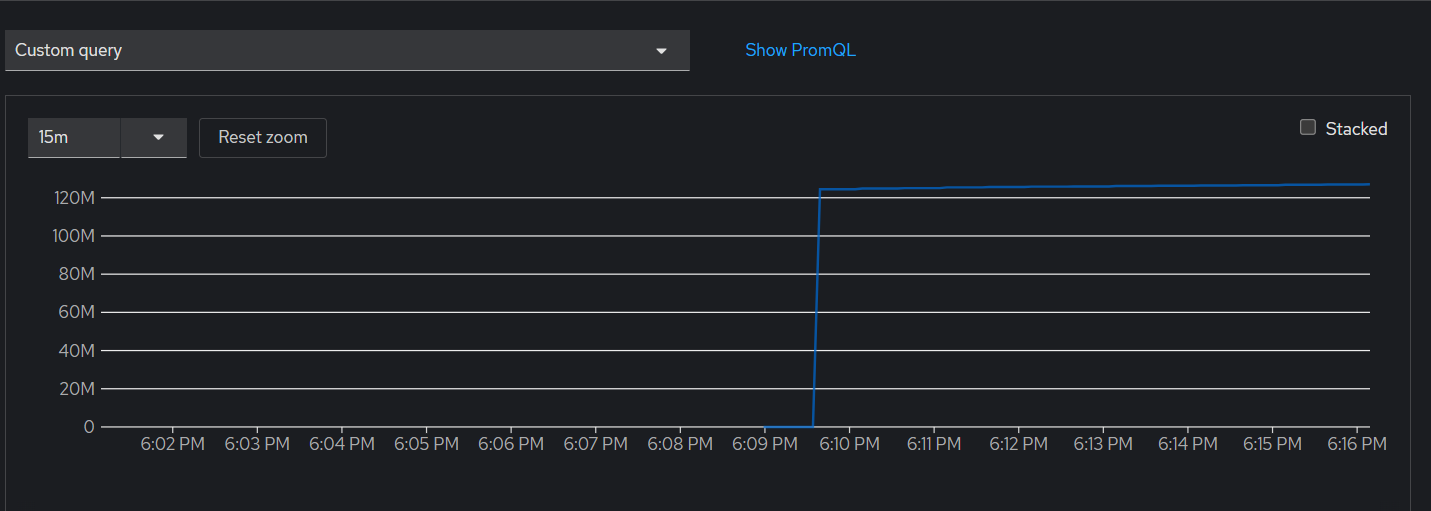 Custom query
Show PromQL
15m
Reset zoom
Stacked
120M
100M
80M
60M
40M
20M
0
6:02 PM 6:03 PM 6:04 PM 6:05 PM 6:06 PM 6:07 PM 6:08 PM 6:09 PM 6:10 PM 6:11 PM 6:12 PM 6:13 PM 6:14 PM 6:15 PM 6:16 PM